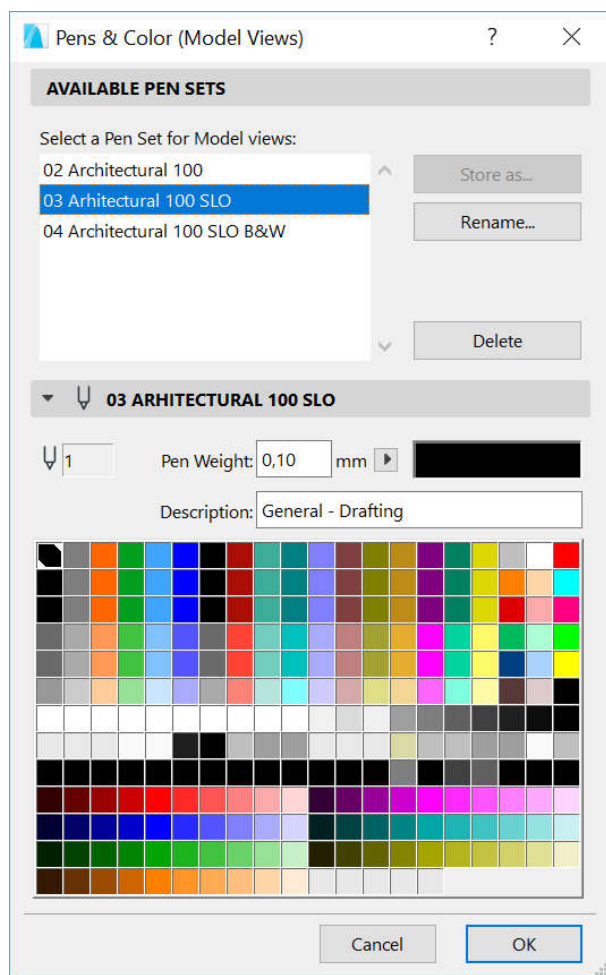 Pens & Color (Model Views) ?
AVAILABLE PEN SETS
Select a Pen Set for Model views:
02 Architectural 100
03 Arhitectural 100 SLO
04 Architectural 100 SLO B&W
Store as...
Rename...
Delete
03 ARHITECTURAL 100 SLO
1 Pen Weight: 0,10 mm
Description: General - Drafting
Cancel OK